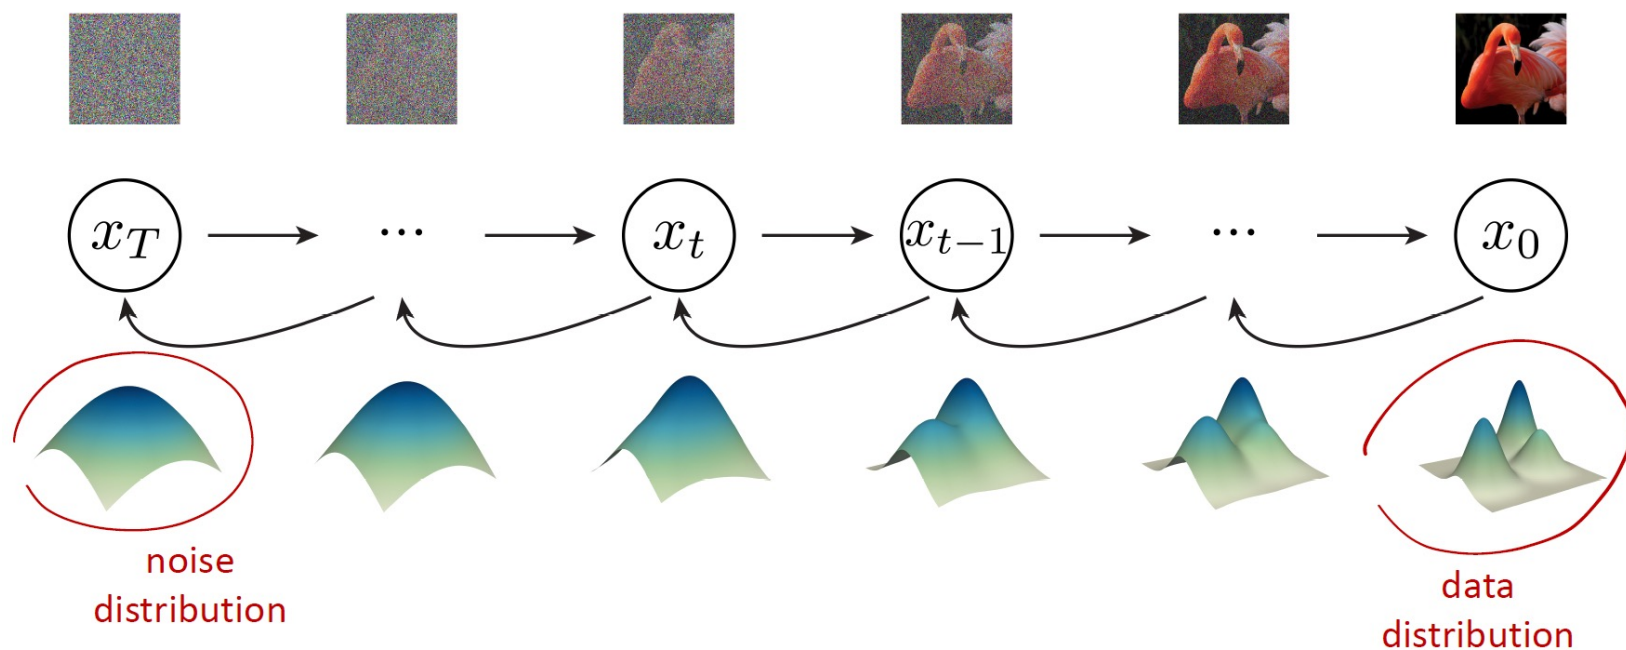 x_T ... x_t x_{t-1} ... x_0
noise
distribution
data
distribution